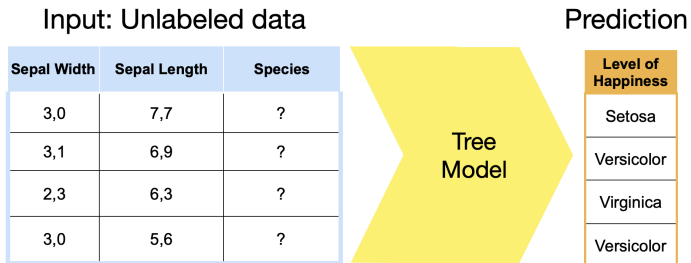 Input: Unlabeled data
Prediction
Sepal Width Sepal Length Species
3,0 7,7 ?
3,1 6,9 ?
2,3 6,3 ?
3,0 5,6 ?
Tree
Model
Level of
Happiness
Setosa
Versicolor
Virginica
Versicolor